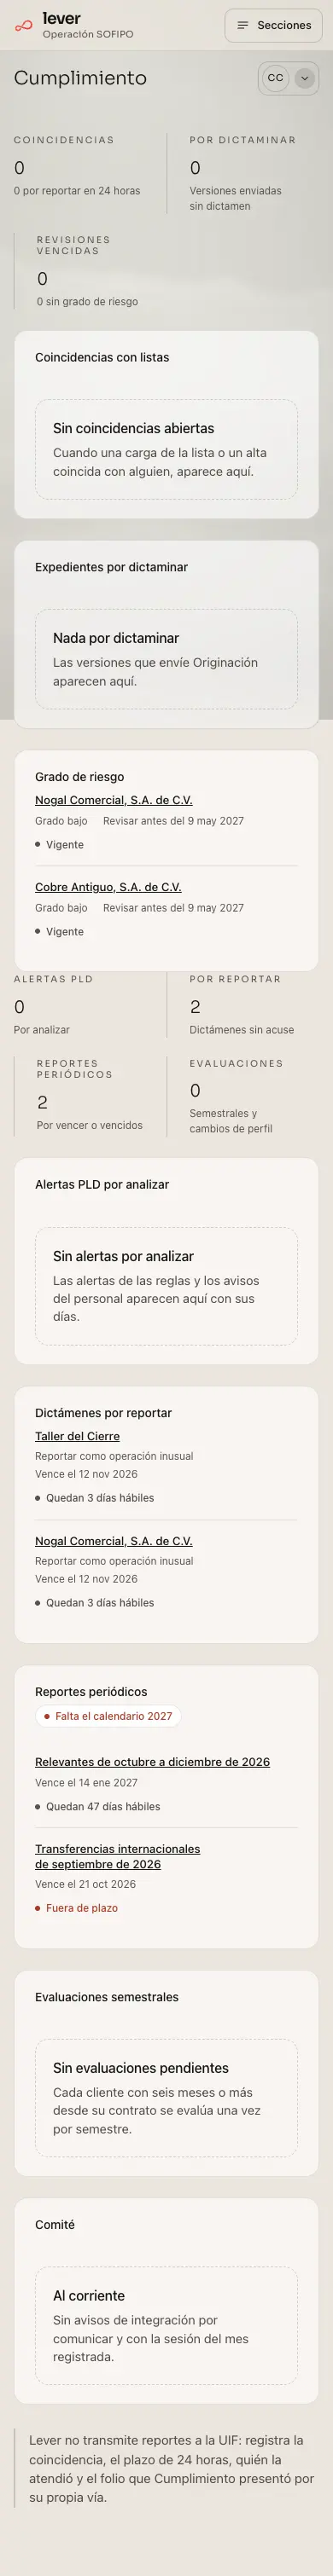 lever
Operación SOFIPO
Secciones
Cumplimiento
CC
COINCIDENCIAS
0
0 por reportar en 24 horas
POR DICTAMINAR
0
Versiones enviadas
sin dictamen
REVISIONES
VENCIDAS
0
0 sin grado de riesgo
Coincidencias con listas
Sin coincidencias abiertas
Cuando una carga de la lista o un alta
coincida con alguien, aparece aquí.
Expedientes por dictaminar
Nada por dictaminar
Las versiones que envíe Originación
aparecen aquí.
Grado de riesgo
Nogal Comercial, S.A. de C.V.
Grado bajo Revisar antes del 9 may 2027
Vigente
Cobre Antiguo, S.A. de C.V.
Grado bajo Revisar antes del 9 may 2027
Vigente
ALERTAS PLD
0
Por analizar
POR REPORTAR
2
Dictámenes sin acuse
REPORTES
PERIÓDICOS
2
Por vencer o vencidos
EVALUACIONES
0
Semestrales y
cambios de perfil
Alertas PLD por analizar
Sin alertas por analizar
Las alertas de las reglas y los avisos
del personal aparecen aquí con sus
días.
Dictámenes por reportar
Taller del Cierre
Reportar como operación inusual
Vence el 12 nov 2026
Quedan 3 días hábiles
Nogal Comercial, S.A. de C.V.
Reportar como operación inusual
Vence el 12 nov 2026
Quedan 3 días hábiles
Reportes periódicos
Falta el calendario 2027
Relevantes de octubre a diciembre de 2026
Vence el 14 ene 2027
Quedan 47 días hábiles
Transferencias internacionales
de septiembre de 2026
Vence el 21 oct 2026
Fuera de plazo
Evaluaciones semestrales
Sin evaluaciones pendientes
Cada cliente con seis meses o más
desde su contrato se evalúa una vez
por semestre.
Comité
Al corriente
Sin avisos de integración por
comunicar y con la sesión del mes
registrada.
Lever no transmite reportes a la UIF: registra la
coincidencia, el plazo de 24 horas, quién la
atendió y el folio que Cumplimiento presentó por
su propia vía.